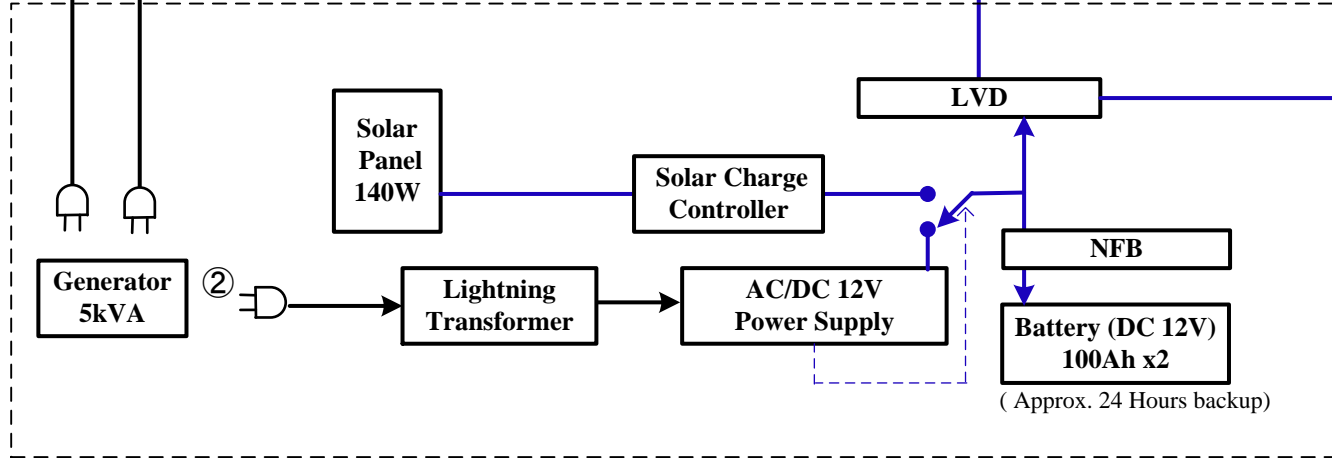 LVD
Solar
Panel
140W
Solar Charge
Controller
NFB
Generator
5kVA
②
Lightning
Transformer
AC/DC 12V
Power Supply
Battery (DC 12V)
100Ah x2
( Approx. 24 Hours backup)